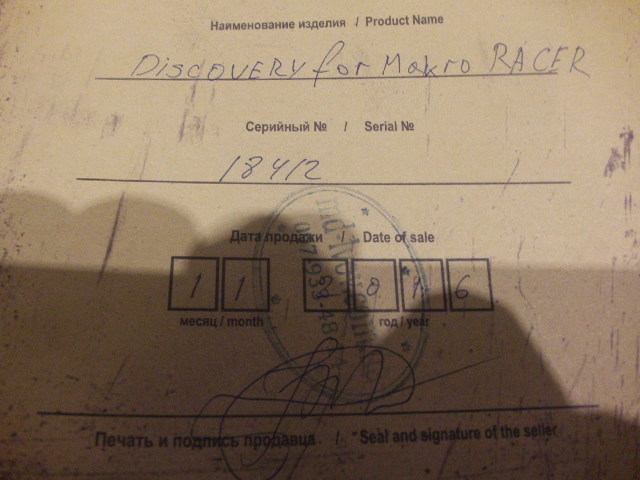 Наименование изделия / Product Name
Discovery for Makro RACER
Серийный № / Serial №
18412
Дата продажи / Date of sale
1 1 2 0 1 6
месяц / month год / year
Печать и подпись продавца / Seal and signature of the seller